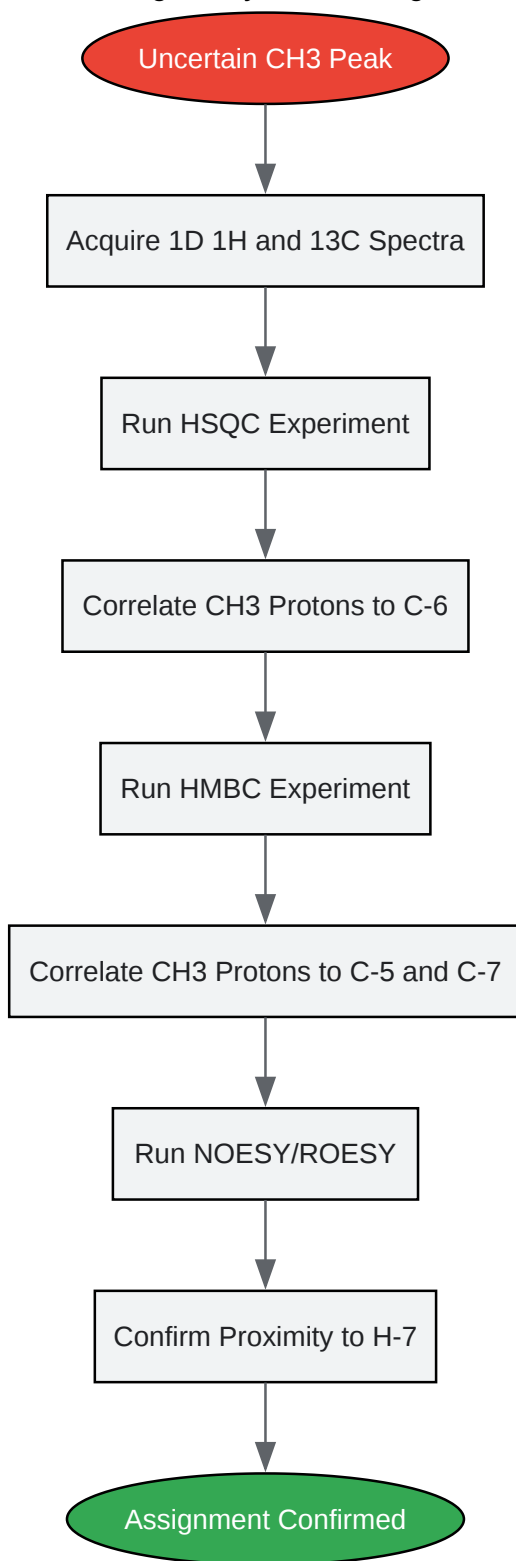 Uncertain CH3 Peak
Acquire 1D 1H and 13C Spectra
Run HSQC Experiment
Correlate CH3 Protons to C-6
Run HMBC Experiment
Correlate CH3 Protons to C-5 and C-7
Run NOESY/ROESY
Confirm Proximity to H-7
Assignment Confirmed